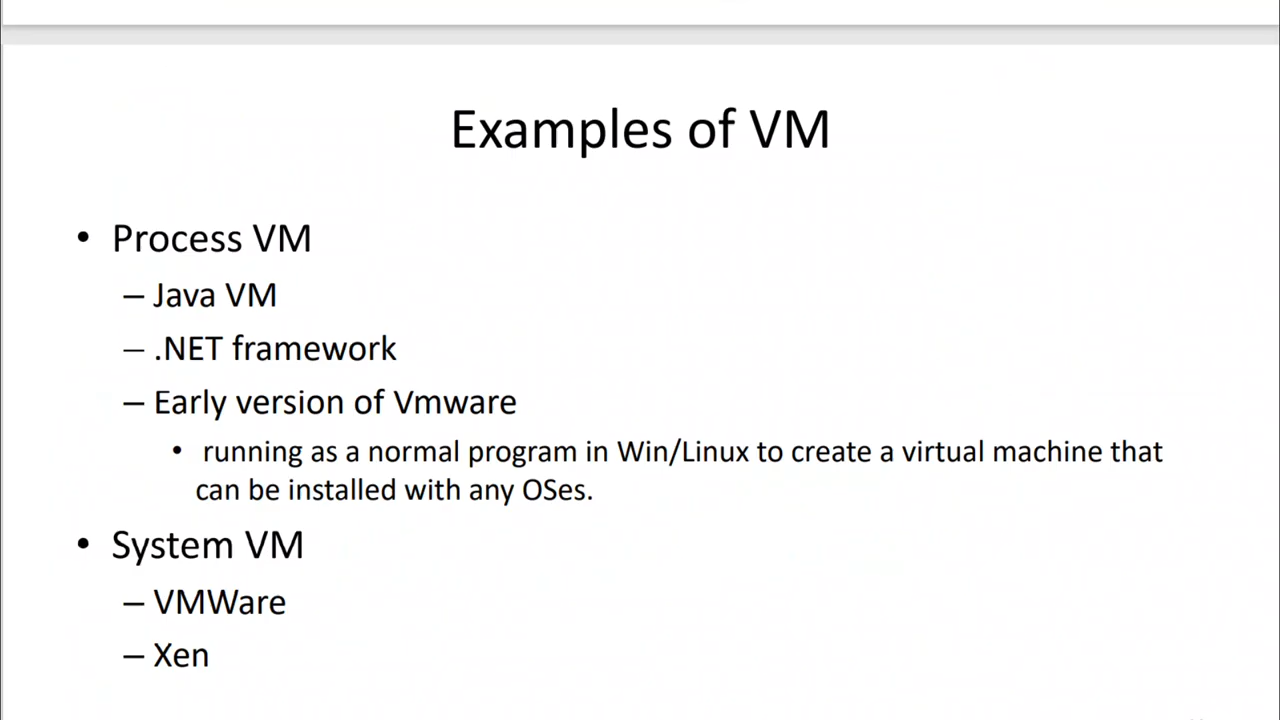 Examples of VM
• Process VM
– Java VM
– .NET framework
– Early version of Vmware
• running as a normal program in Win/Linux to create a virtual machine that
can be installed with any OSes.
• System VM
– VMWare
– Xen